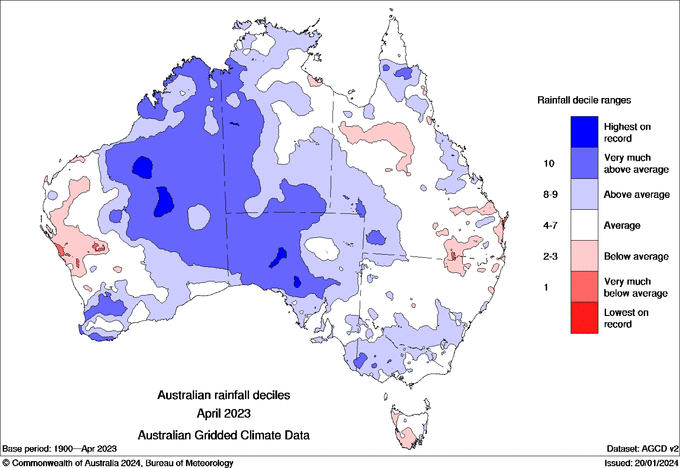 Rainfall decile ranges
Highest on
record
10
Very much
above average
8-9
Above average
4-7
Average
2-3
Below average
1
Very much
below average
Lowest on
record
Australian rainfall deciles
April 2023
Australian Gridded Climate Data
Base period: 1900—Apr 2023
Dataset: AGCD v2
© Commonwealth of Australia 2024, Bureau of Meteorology
Issued: 20/01/2024